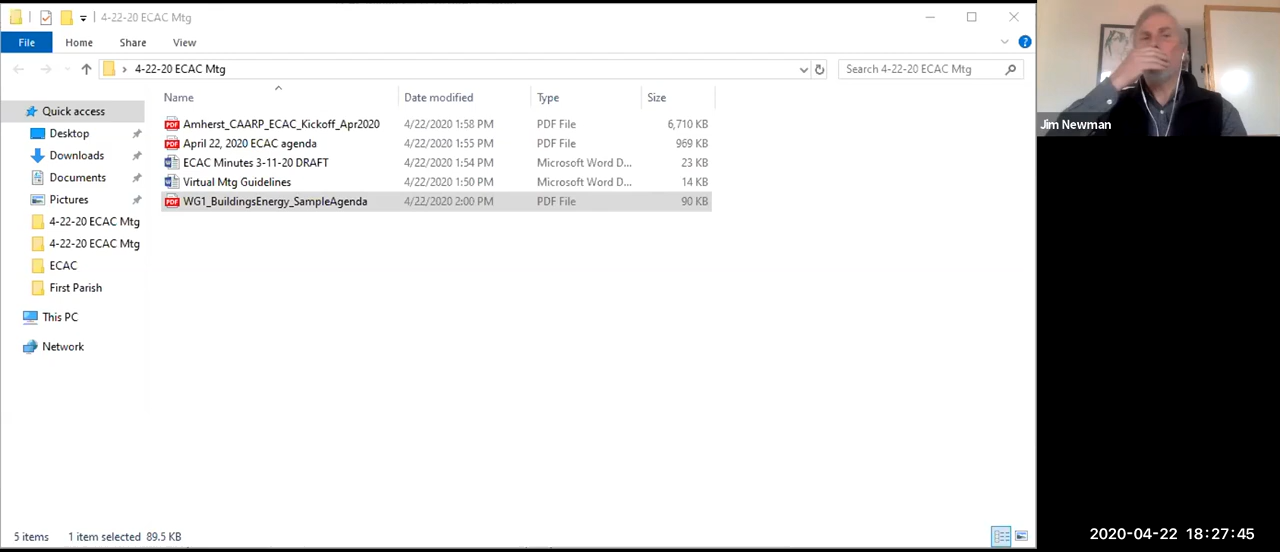 4-22-20 ECAC Mtg
File Home Share View
4-22-20 ECAC Mtg
Search 4-22-20 ECAC Mtg
Name Date modified Type Size
Quick access
Desktop
Downloads
Documents
Pictures
4-22-20 ECAC Mtg
4-22-20 ECAC Mtg
ECAC
First Parish
This PC
Network
Amherst_CAARP_ECAC_Kickoff_Apr2020 4/22/2020 1:58 PM PDF File 6,710 KB
April 22, 2020 ECAC agenda 4/22/2020 1:55 PM PDF File 969 KB
ECAC Minutes 3-11-20 DRAFT 4/22/2020 1:54 PM Microsoft Word D... 23 KB
Virtual Mtg Guidelines 4/22/2020 1:50 PM Microsoft Word D... 14 KB
WG1_BuildingsEnergy_SampleAgenda 4/22/2020 2:00 PM PDF File 90 KB
5 items 1 item selected 89.5 KB
Jim Newman
2020-04-22 18:27:45